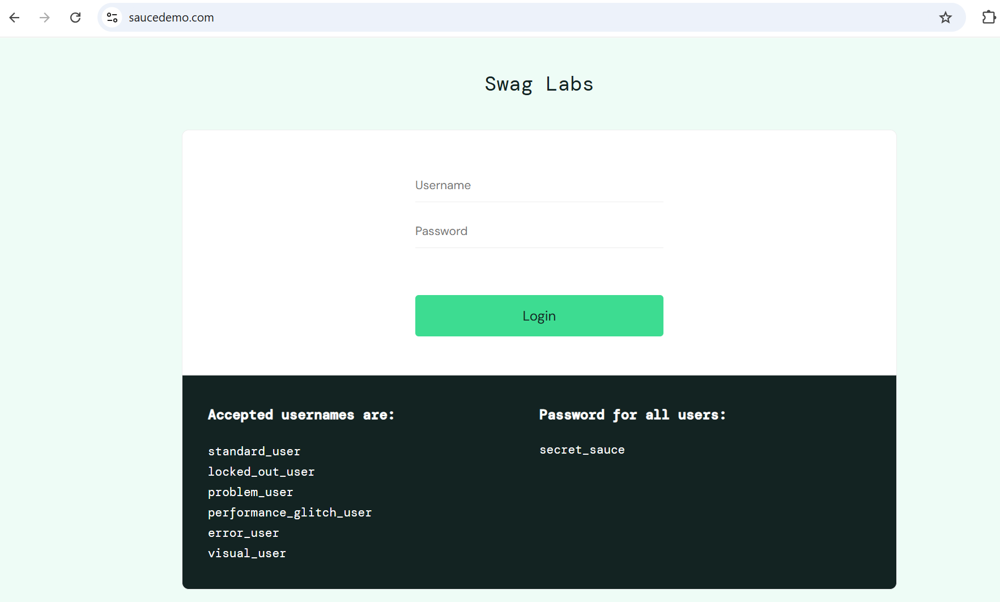 saucedemo.com
Swag Labs
Username
Password
Login
Accepted usernames are:
standard_user
locked_out_user
problem_user
performance_glitch_user
error_user
visual_user
Password for all users:
secret_sauce